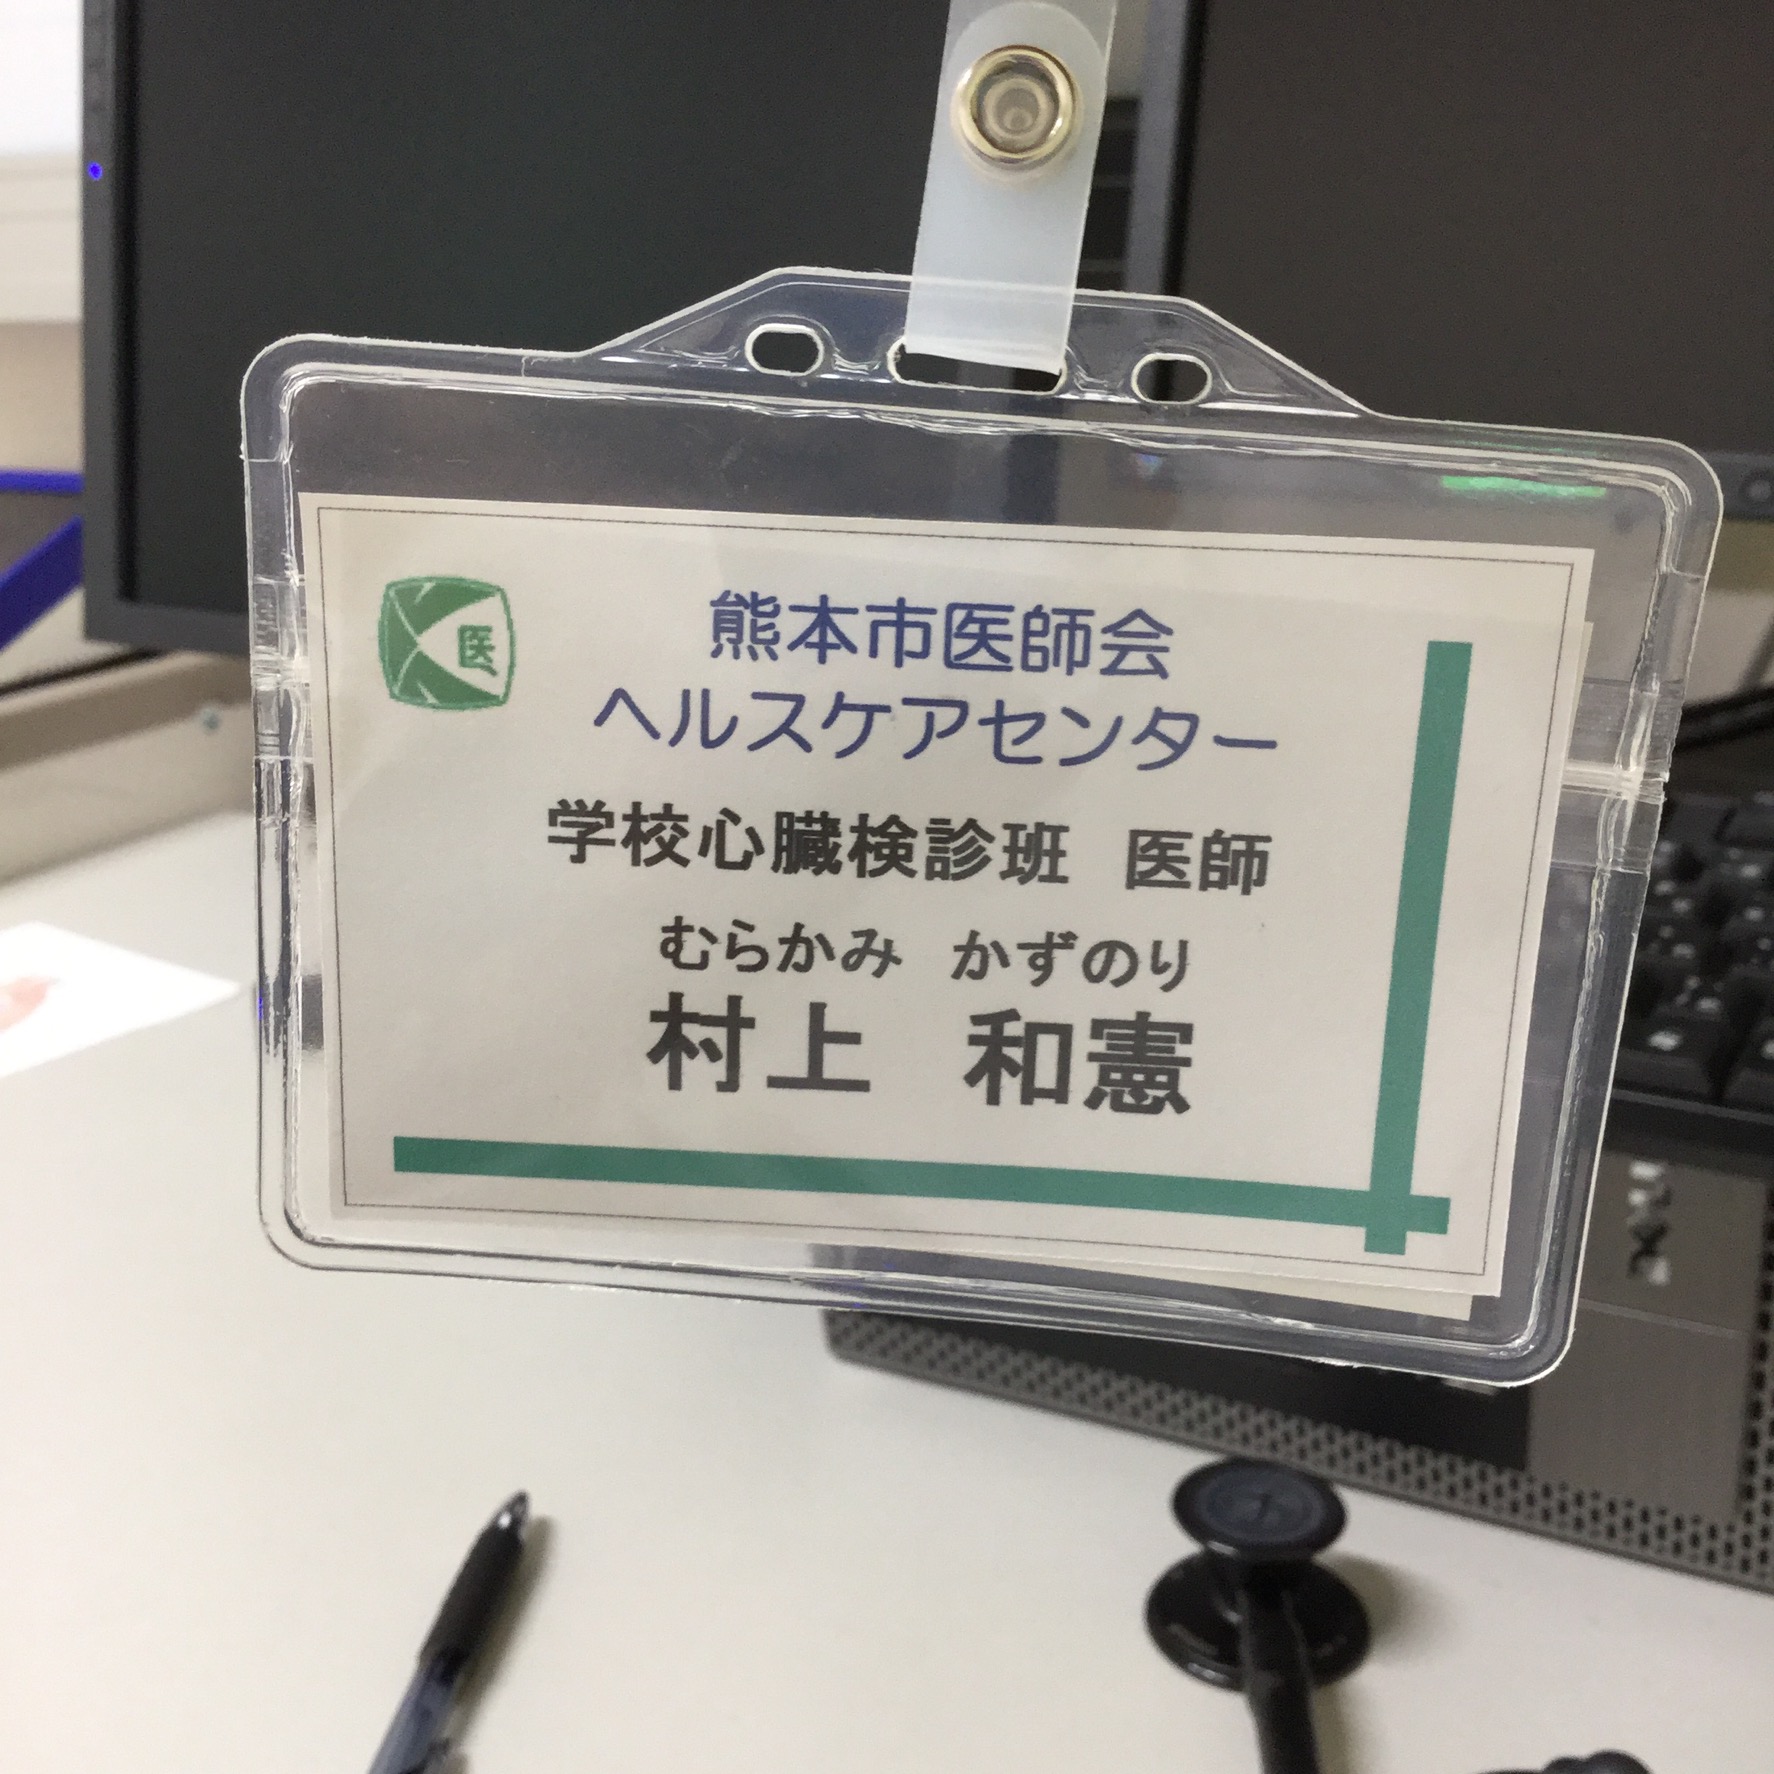 医
熊本市医師会
ヘルスケアセンター
学校心臓検診班 医師
むらかみ かずのり
村上 和憲
DELL